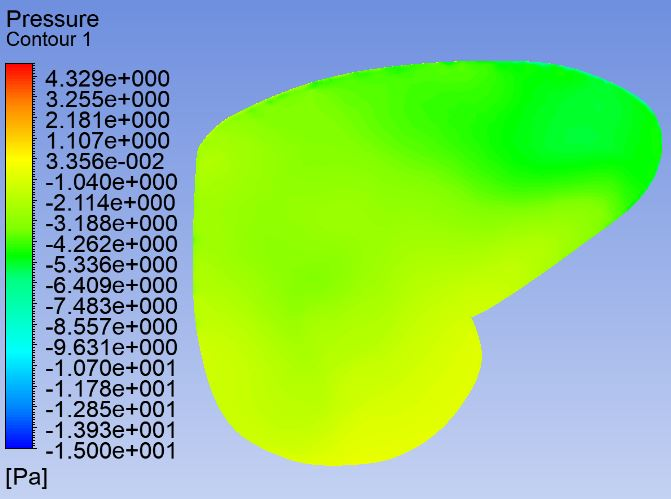 Pressure
Contour 1
4.329e+000
3.255e+000
2.181e+000
1.107e+000
3.356e-002
-1.040e+000
-2.114e+000
-3.188e+000
-4.262e+000
-5.336e+000
-6.409e+000
-7.483e+000
-8.557e+000
-9.631e+000
-1.070e+001
-1.178e+001
-1.285e+001
-1.393e+001
-1.500e+001
[Pa]